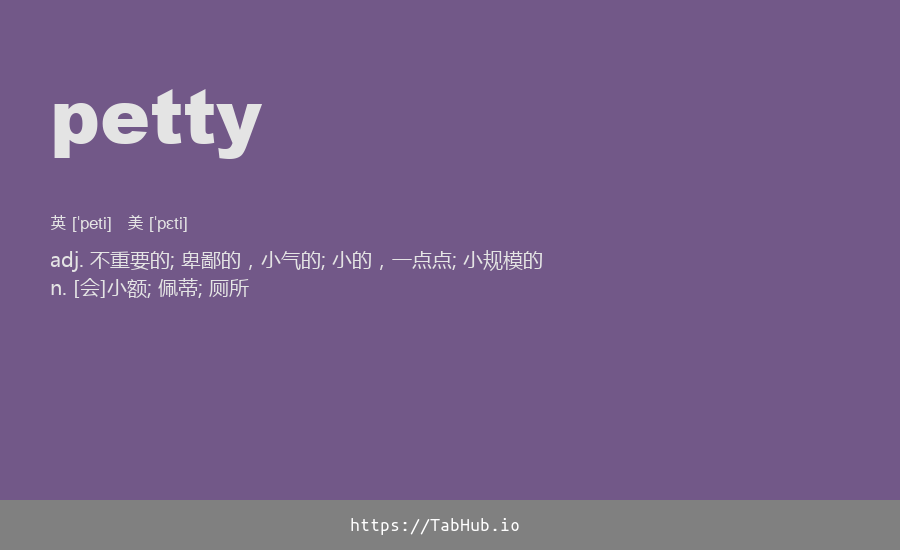 petty
英 ['peti] 美 ['pɛti]
adj. 不重要的; 卑鄙的，小气的; 小的，一点点; 小规模的
n. [会]小额; 佩蒂; 厕所
https://TabHub.io